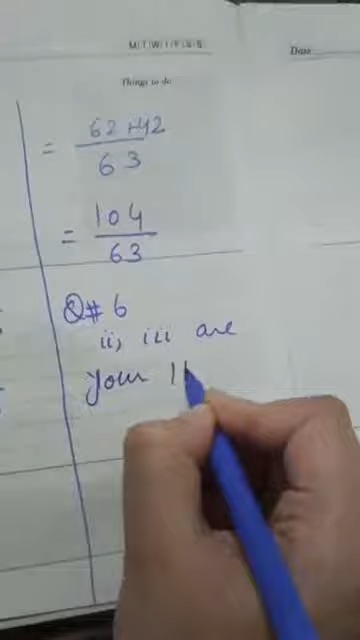 M T W T F S S
Date
Things to do
= 62+42
63
= 104
63
Q# 6
ii, iii are
your